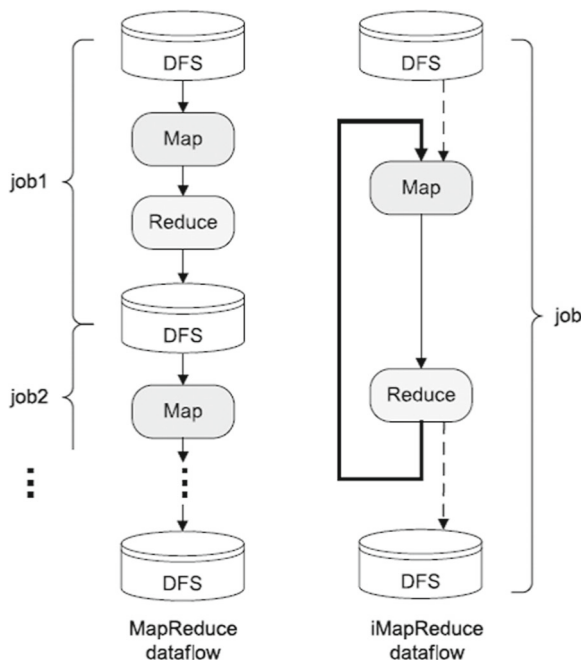 DFS
DFS
Map
job1
Map
Reduce
DFS
job
job2
Map
Reduce
DFS
DFS
MapReduce
dataflow
iMapReduce
dataflow